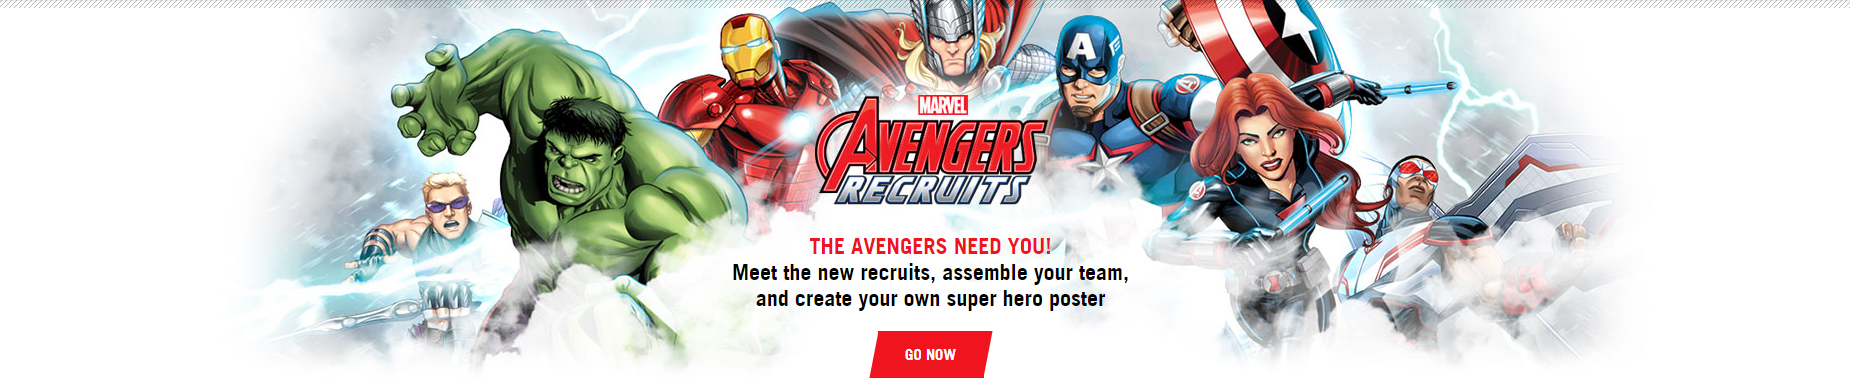 MARVEL
AVENGERS
RECRUITS
THE AVENGERS NEED YOU!
Meet the new recruits, assemble your team,
and create your own super hero poster
GO NOW
A